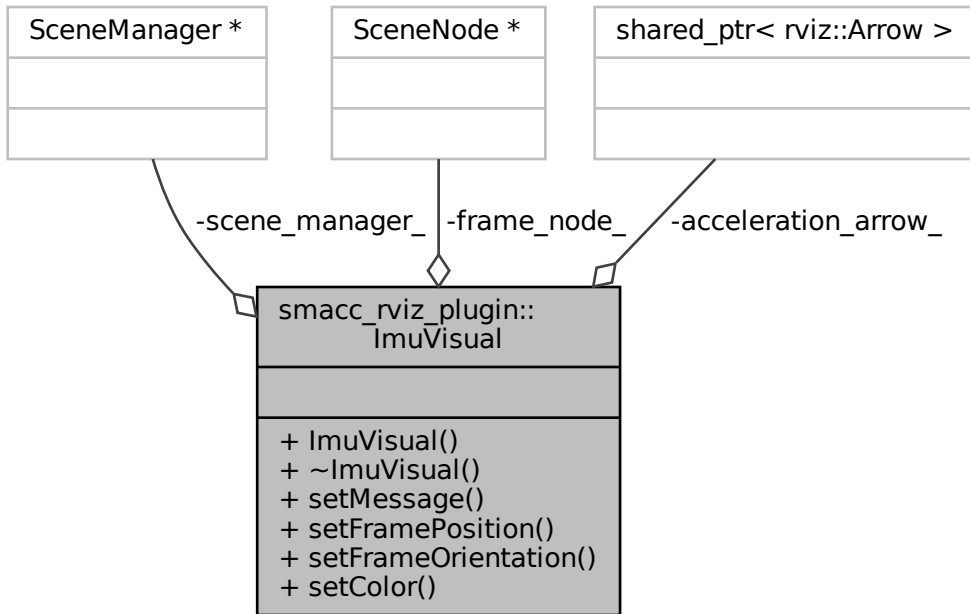 SceneManager *
SceneNode *
shared_ptr< rviz::Arrow >
-scene_manager_
-frame_node_
-acceleration_arrow_
smacc_rviz_plugin::
ImuVisual
+ ImuVisual()
+ ~ImuVisual()
+ setMessage()
+ setFramePosition()
+ setFrameOrientation()
+ setColor()